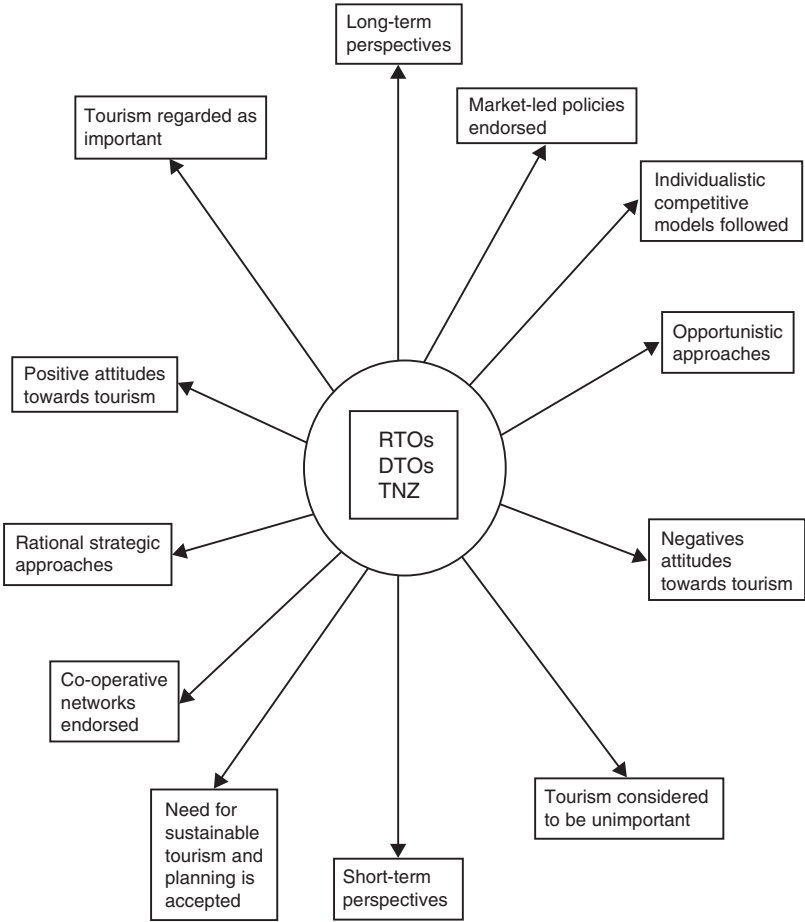 Long-term
perspectives
Market-led policies
endorsed
Tourism regarded as
important
Individualistic
competitive
models followed
Opportunistic
approaches
Positive attitudes
towards tourism
RTOs
DTOs
TNZ
Rational strategic
approaches
Negatives
attitudes
towards tourism
Co-operative
networks
endorsed
Need for
sustainable
tourism and
planning is
accepted
Tourism considered
to be unimportant
Short-term
perspectives